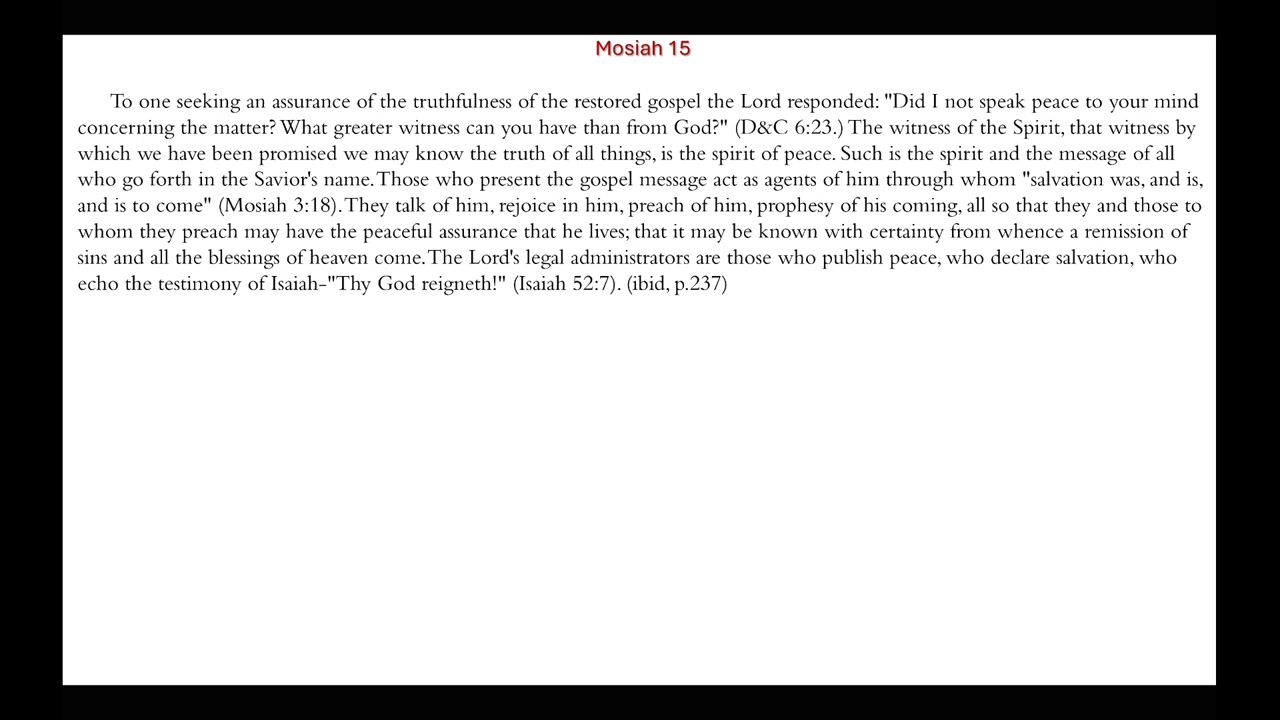 Mosiah 15
To one seeking an assurance of the truthfulness of the restored gospel the Lord responded: "Did I not speak peace to your mind
concerning the matter? What greater witness can you have than from God?" (D&C 6:23.) The witness of the Spirit, that witness by
which we have been promised we may know the truth of all things, is the spirit of peace. Such is the spirit and the message of all
who go forth in the Savior's name. Those who present the gospel message act as agents of him through whom "salvation was, and is,
and is to come" (Mosiah 3:18). They talk of him, rejoice in him, preach of him, prophesy of his coming, all so that they and those to
whom they preach may have the peaceful assurance that he lives; that it may be known with certainty from whence a remission of
sins and all the blessings of heaven come. The Lord's legal administrators are those who publish peace, who declare salvation, who
echo the testimony of Isaiah-"Thy God reigneth!" (Isaiah 52:7). (ibid, p.237)